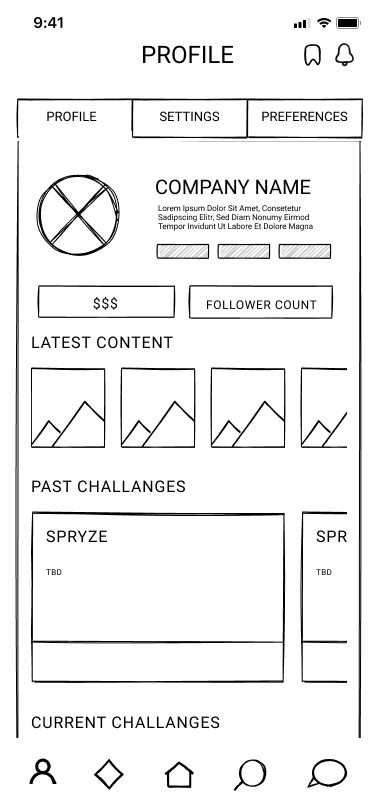 9:41
PROFILE
PROFILE
SETTINGS
PREFERENCES
COMPANY NAME
Lorem Ipsum Dolor Sit Amet, Consetetur
Sadipscing Elitr, Sed Diam Nonumy Eirmod
Tempor Invidunt Ut Labore Et Dolore Magna
$$$
FOLLOWER COUNT
LATEST CONTENT
PAST CHALLANGES
SPRYZE
SPR
TBD
TBD
CURRENT CHALLANGES